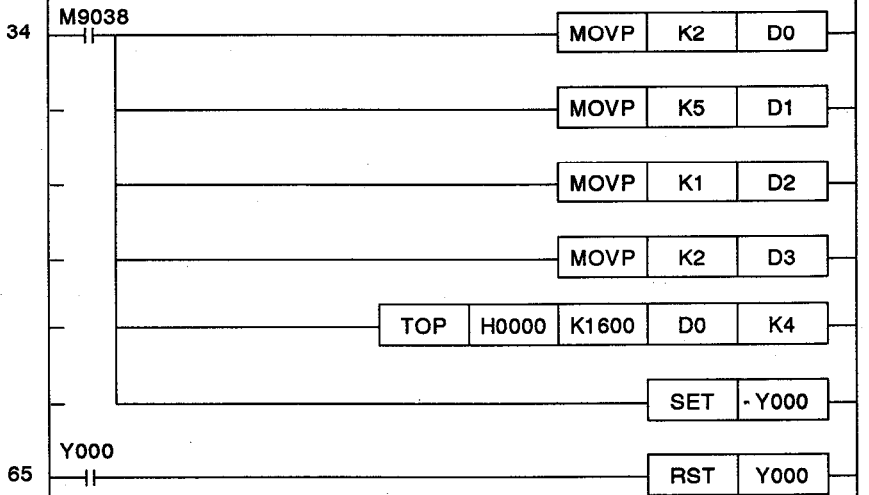 M9038
34 MOVP K2 D0
MOVP K5 D1
MOVP K1 D2
MOVP K2 D3
TOP H0000 K1600 D0 K4
SET Y000
Y000
65 RST Y000